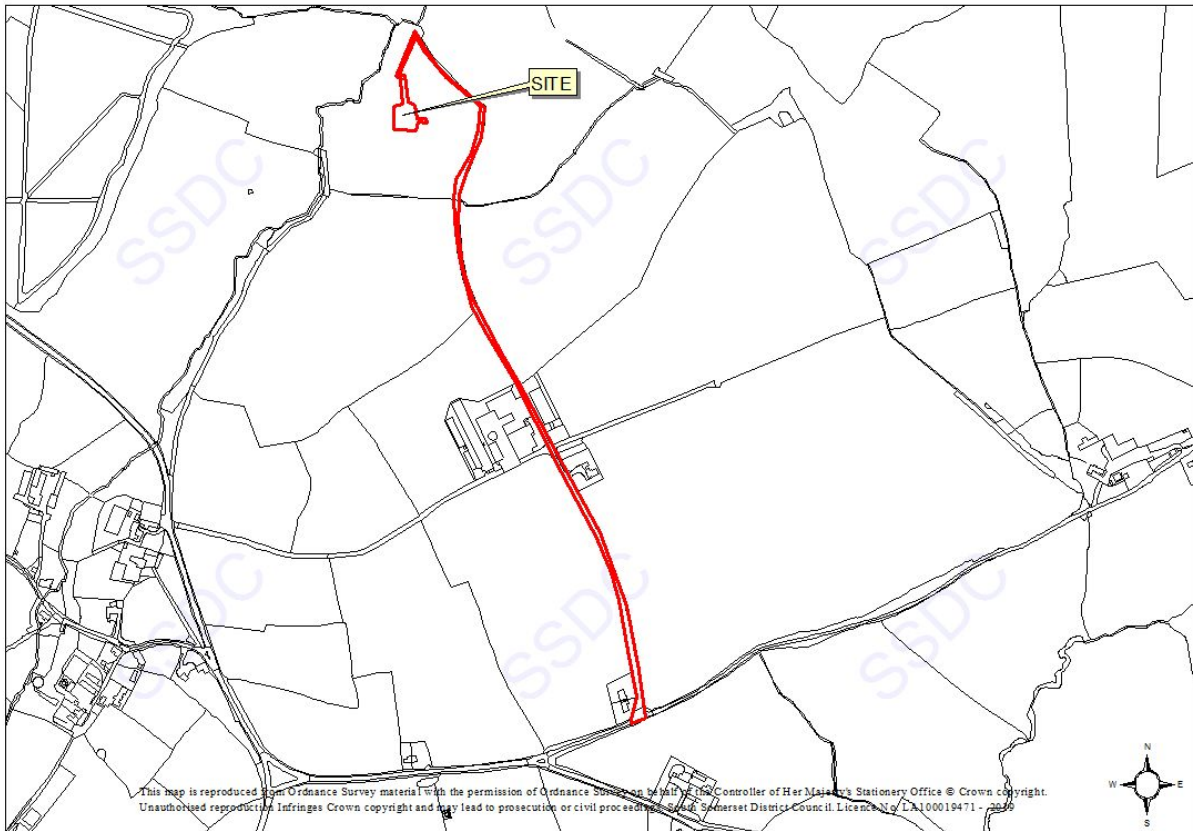 SITE
SSDC SSDC SSDC
SSDC SSDC SSDC
N
W E
S
This map is reproduced from Ordnance Survey material with the permission of Ordnance Survey on behalf of the Controller of Her Majesty's Stationery Office © Crown copyright.
Unauthorised reproduction Infringes Crown copyright and may lead to prosecution or civil proceedings. South Somerset District Council. Licence No. LA100019471 - 2019